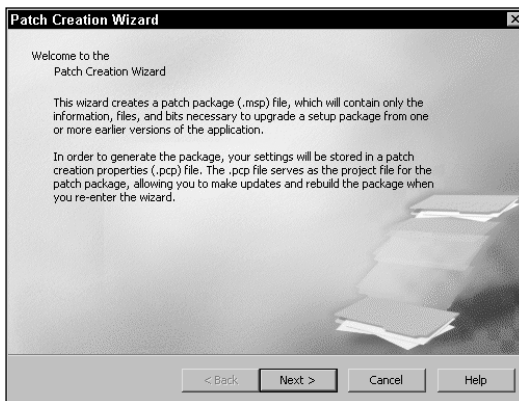 Patch Creation Wizard
Welcome to the
Patch Creation Wizard
This wizard creates a patch package (.msp) file, which will contain only the
information, files, and bits necessary to upgrade a setup package from one
or more earlier versions of the application.
In order to generate the package, your settings will be stored in a patch
creation properties (.pcp) file. The .pcp file serves as the project file for the
patch package, allowing you to make updates and rebuild the package when
you re-enter the wizard.
< Back
Next >
Cancel
Help